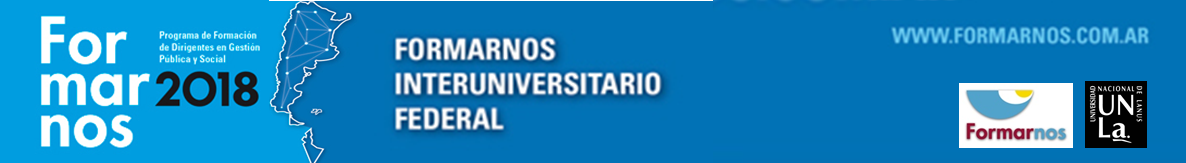 For
mar
nos
2018
Programa de Formación
de Dirigentes en Gestión
Pública y Social
FORMARNOS
INTERUNIVERSITARIO
FEDERAL
WWW.FORMARNOS.COM.AR
Formarnos
UNIVERSIDAD NACIONAL DE LANUS
UN
La.